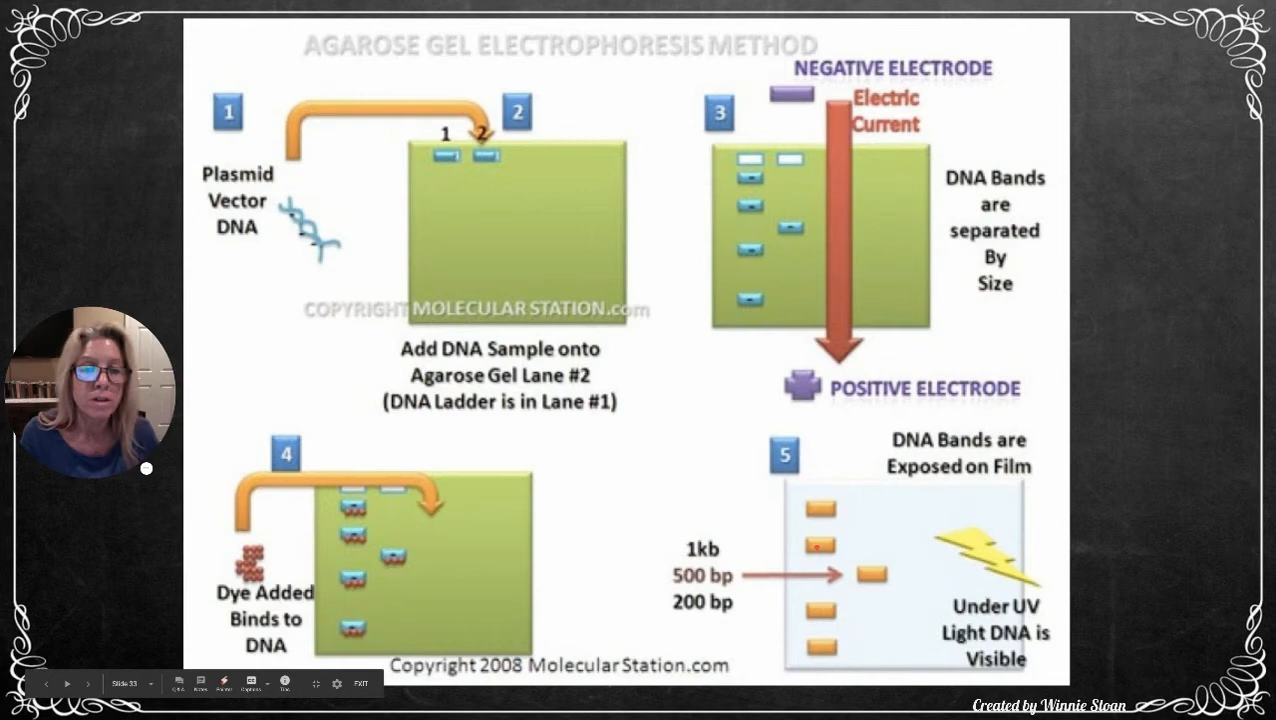 AGAROSE GEL ELECTROPHORESIS METHOD
1
2
1 2
Plasmid
Vector
DNA
COPYRIGHT MOLECULAR STATION.com
Add DNA Sample onto
Agarose Gel Lane #2
(DNA Ladder is in Lane #1)
3
NEGATIVE ELECTRODE
Electric
Current
DNA Bands
are
separated
By
Size
POSITIVE ELECTRODE
4
Dye Added
Binds to
DNA
5
DNA Bands are
Exposed on Film
1kb
500 bp
200 bp
Under UV
Light DNA is
Visible
Copyright 2008 MolecularStation.com
Slide 33
Q&A
Notes
Pointer
Captions
Tips
EXIT
Created by Winnie Sloan